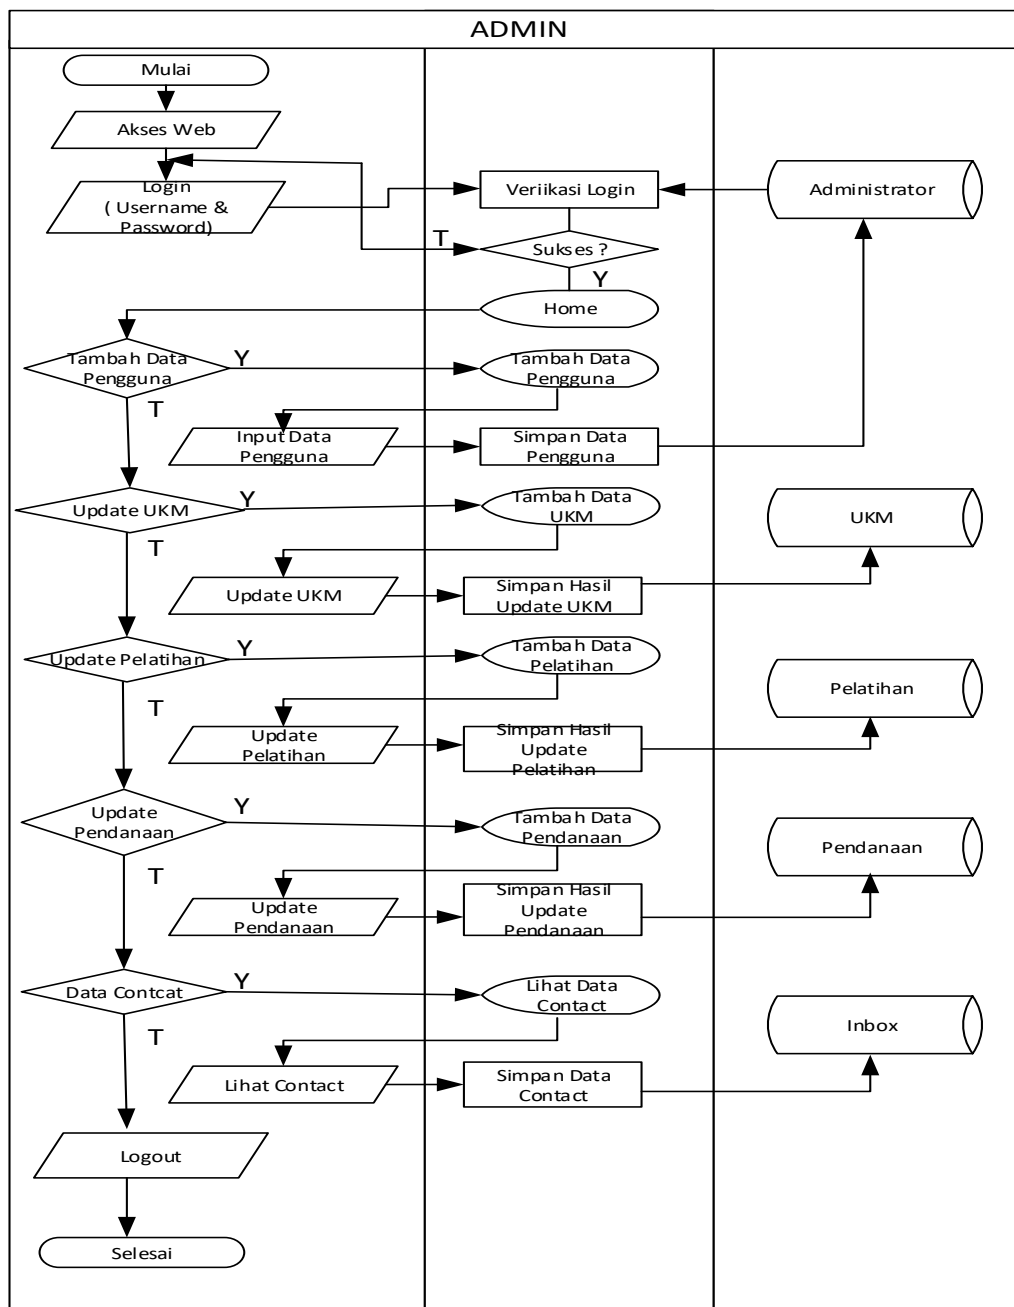 ADMIN
Mulai
Akses Web
Login
( Username &
Password)
Veriikasi Login
Administrator
T
Sukses ?
Y
Home
Tambah Data
Pengguna
Y
Tambah Data
Pengguna
T
Input Data
Pengguna
Simpan Data
Pengguna
Update UKM
Y
Tambah Data
UKM
UKM
T
Update UKM
Simpan Hasil
Update UKM
Update Pelatihan
Y
Tambah Data
Pelatihan
Pelatihan
T
Update
Pelatihan
Simpan Hasil
Update
Pelatihan
Update
Pendanaan
Y
Tambah Data
Pendanaan
Pendanaan
T
Update
Pendanaan
Simpan Hasil
Update
Pendanaan
Data Contcat
Y
Lihat Data
Contact
Inbox
T
Lihat Contact
Simpan Data
Contact
Logout
Selesai